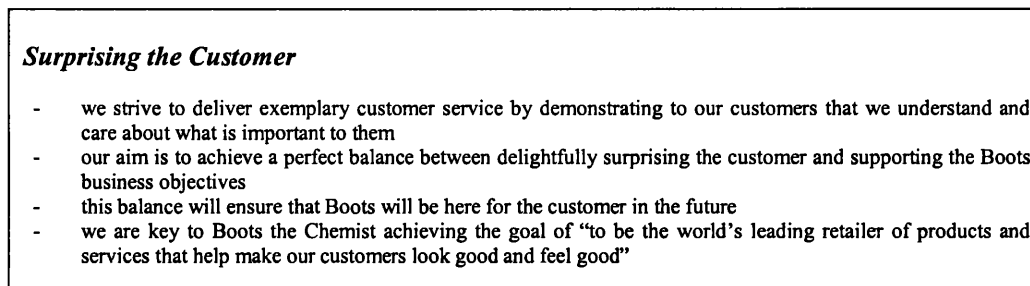 Surprising the Customer
- we strive to deliver exemplary customer service by demonstrating to our customers that we understand and
care about what is important to them
- our aim is to achieve a perfect balance between delightfully surprising the customer and supporting the Boots
business objectives
- this balance will ensure that Boots will be here for the customer in the future
- we are key to Boots the Chemist achieving the goal of “to be the world’s leading retailer of products and
services that help make our customers look good and feel good”